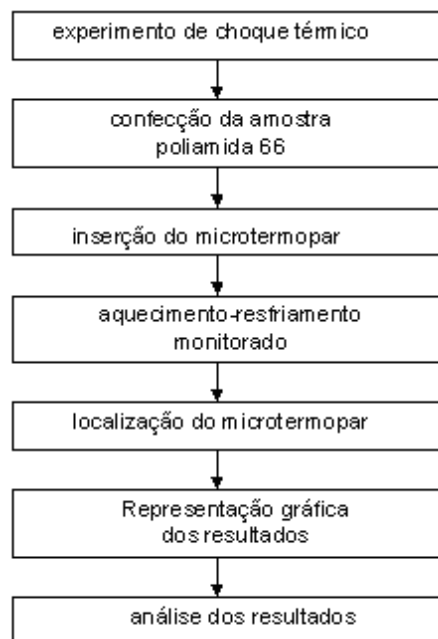 experimento de choque térmico
confecção da amostra
poliamida 66
inserção do microtermopar
aquecimento-resfriamento
monitorado
localização do microtermopar
Representação gráfica
dos resultados
análise dos resultados